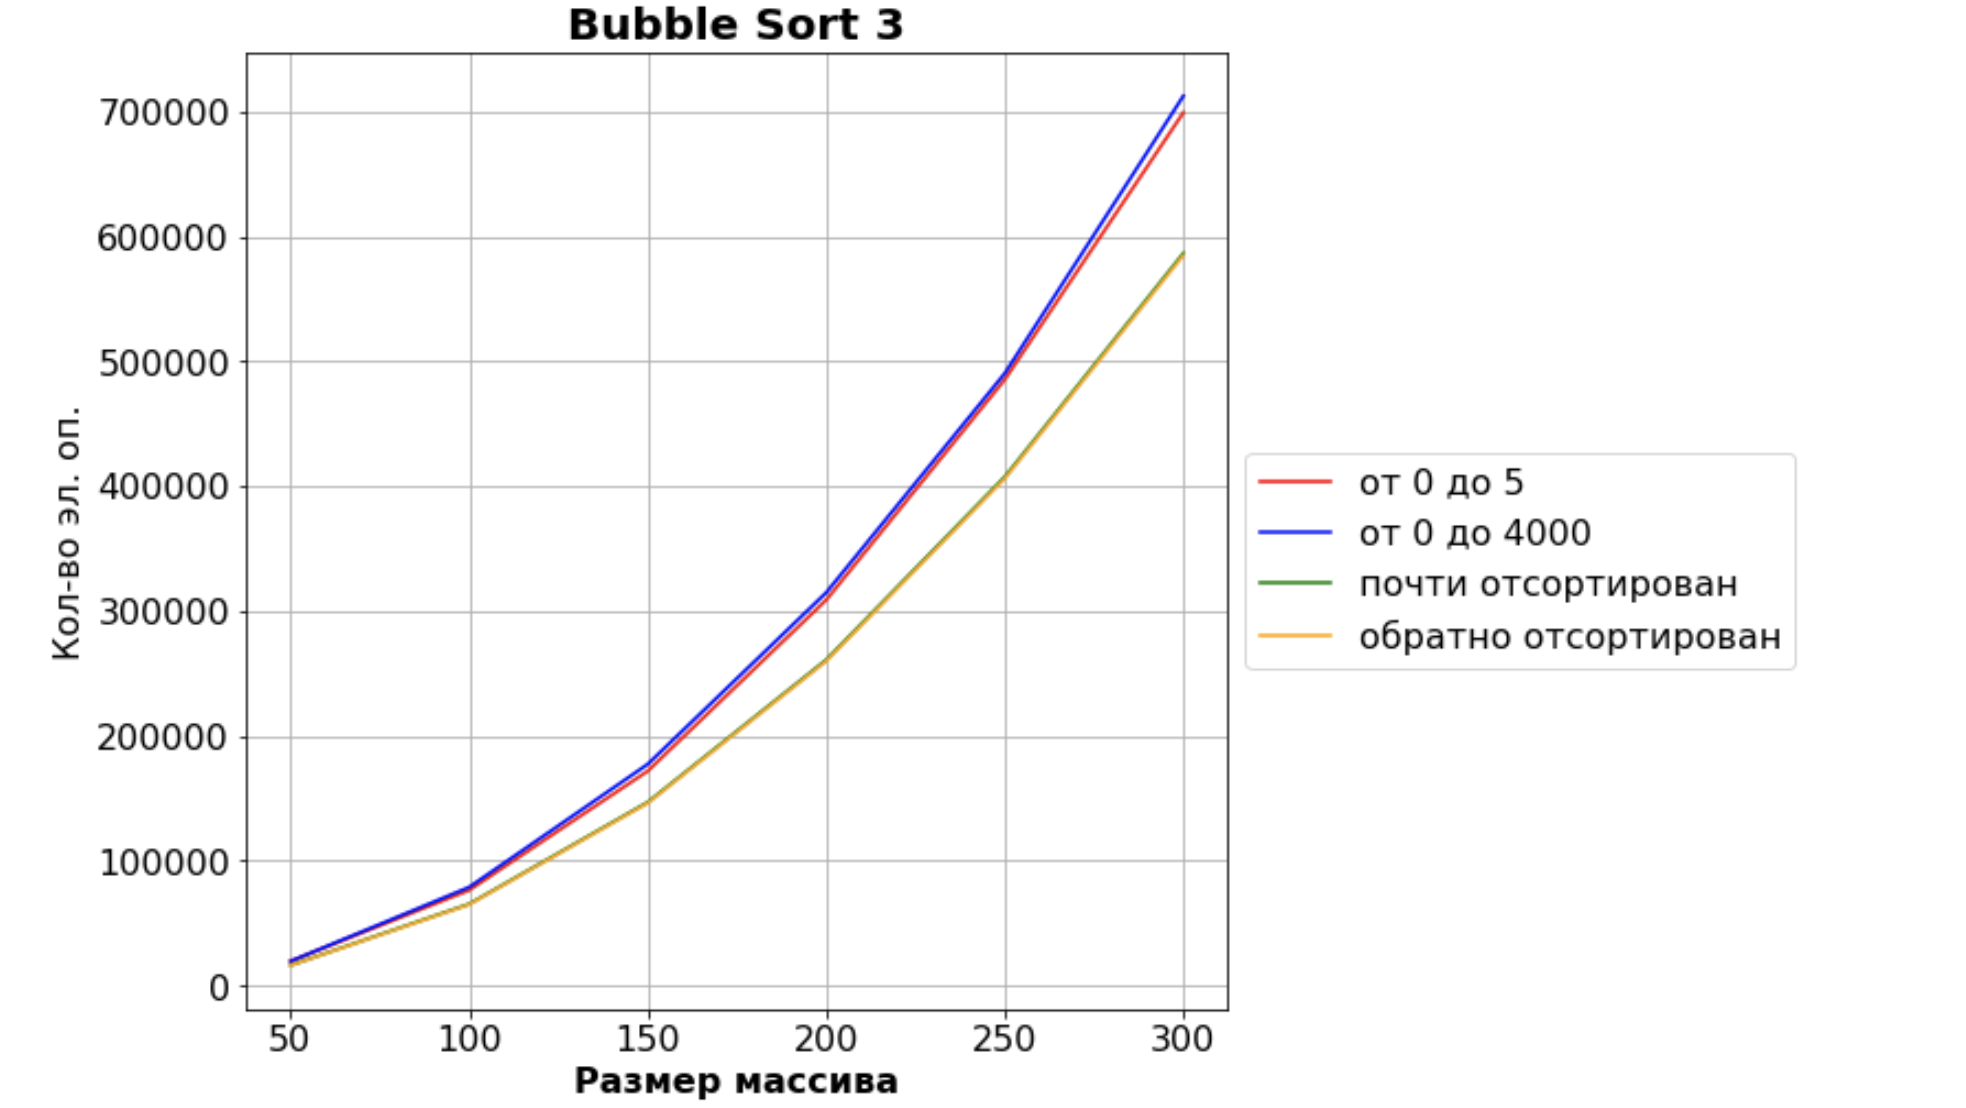 Bubble Sort 3
700000
600000
500000
400000
300000
200000
100000
0
Кол-во эл. оп.
50 100 150 200 250 300
Размер массива
от 0 до 5
от 0 до 4000
почти отсортирован
обратно отсортирован